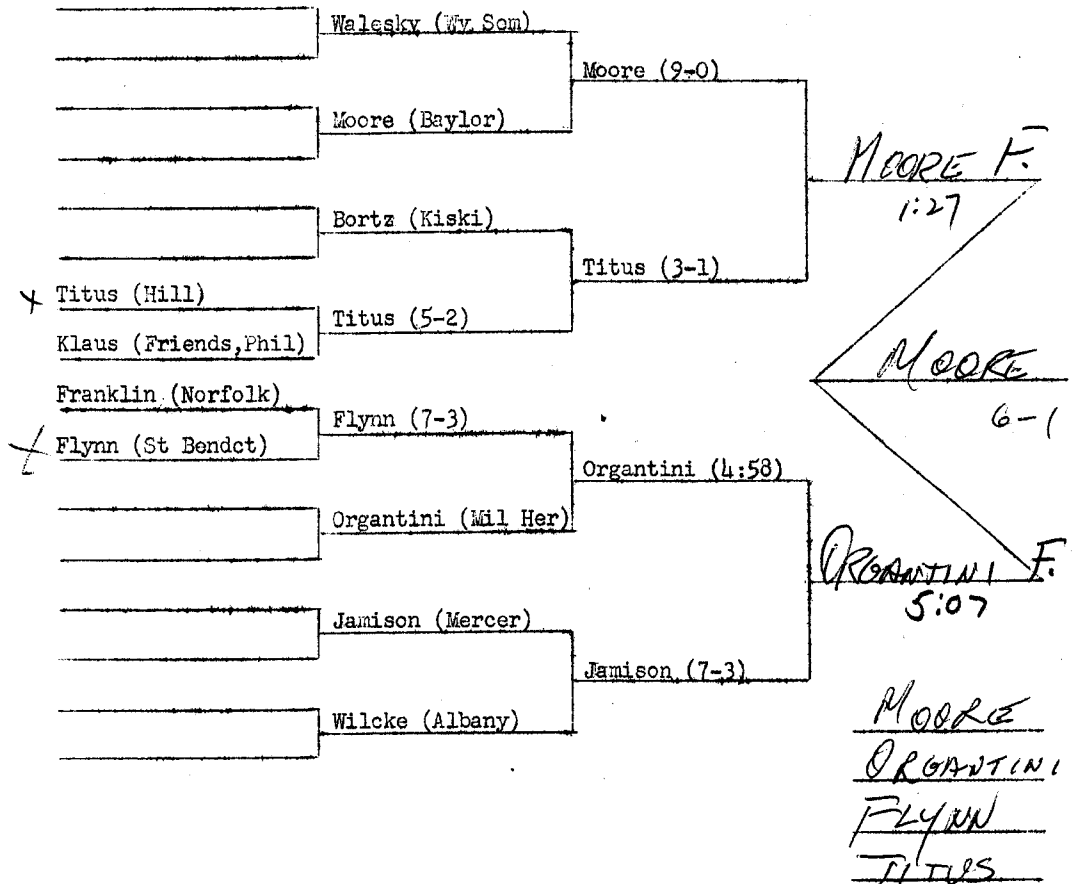 Walesky (Wy. Som)
Moore (9-0)
Moore (Baylor)
MOORE F.
1:27
Bortz (Kiski)
Titus (3-1)
x Titus (Hill)
Titus (5-2)
Klaus (Friends,Phil)
MOORE
6-1
Franklin (Norfolk)
Flynn (7-3)
x Flynn (St Bendct)
Organtini (4:58)
Organtini (Mil Her)
ORGANTINI F.
5:07
Jamison (Mercer)
Jamison (7-3)
Wilcke (Albany)
MOORE
ORGANTINI
FLYNN
TITUS